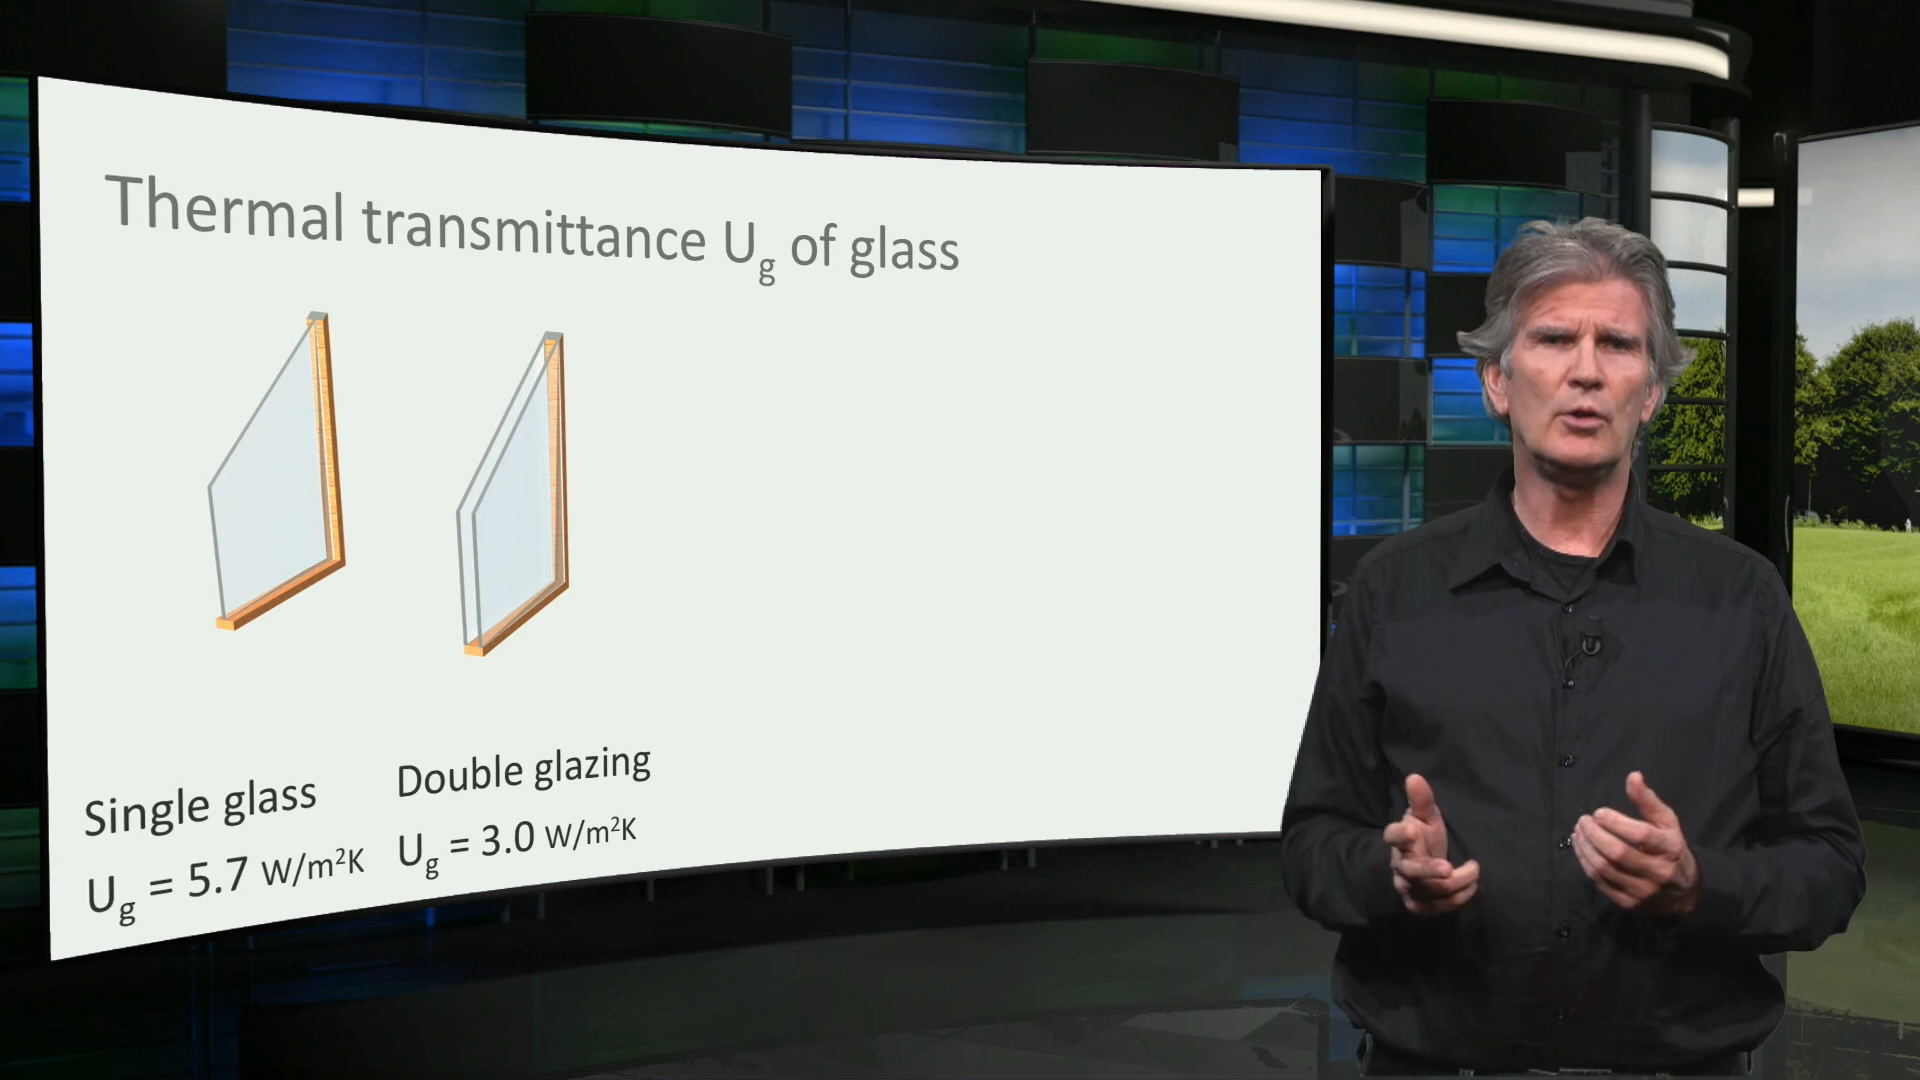 Thermal transmittance Ug of glass
Single glass
Ug = 5.7 W/m²K
Double glazing
Ug = 3.0 W/m²K